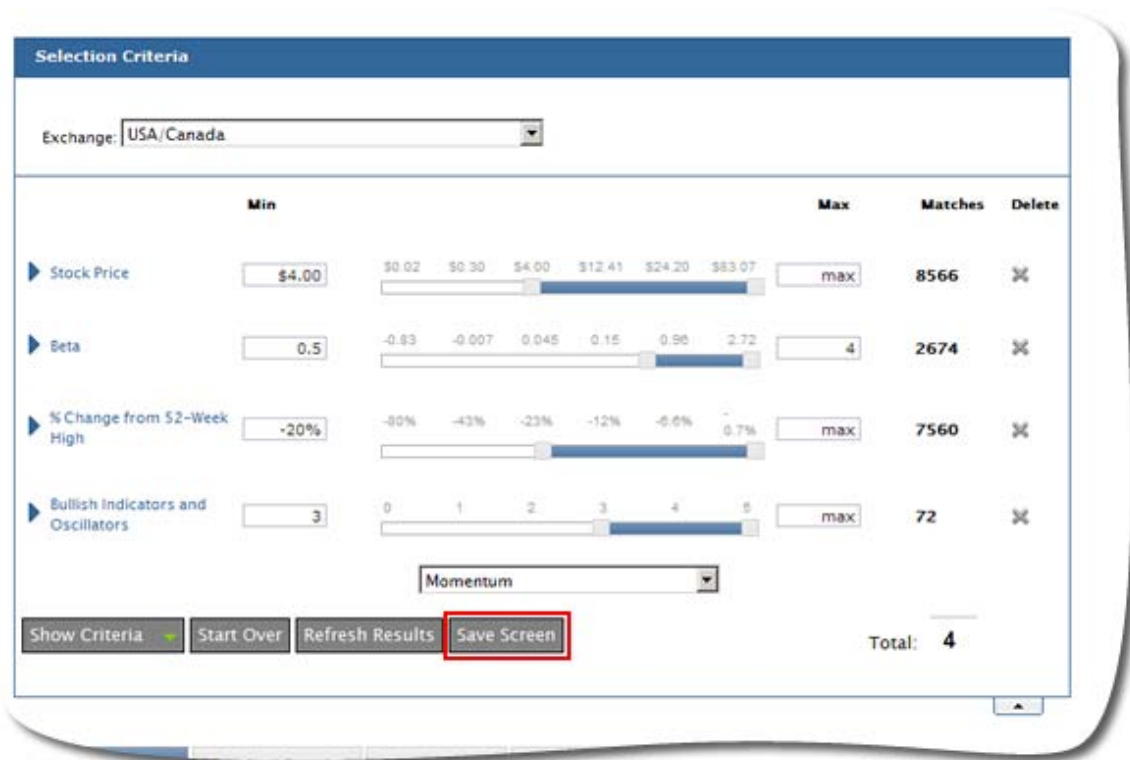 Selection Criteria
Exchange: USA/Canada
Min Max Matches Delete
Stock Price $4.00 $0.02 $0.30 $4.00 $12.41 $24.20 $83.07 max 8566
Beta 0.5 -0.83 -0.007 0.045 0.15 0.96 2.72 4 2674
% Change from 52-Week
High -20% -80% -43% -23% -12% -6.6% -
0.7% max 7560
Bullish Indicators and
Oscillators 3 0 1 2 3 4 5 max 72
Momentum
Show Criteria Start Over Refresh Results Save Screen Total: 4